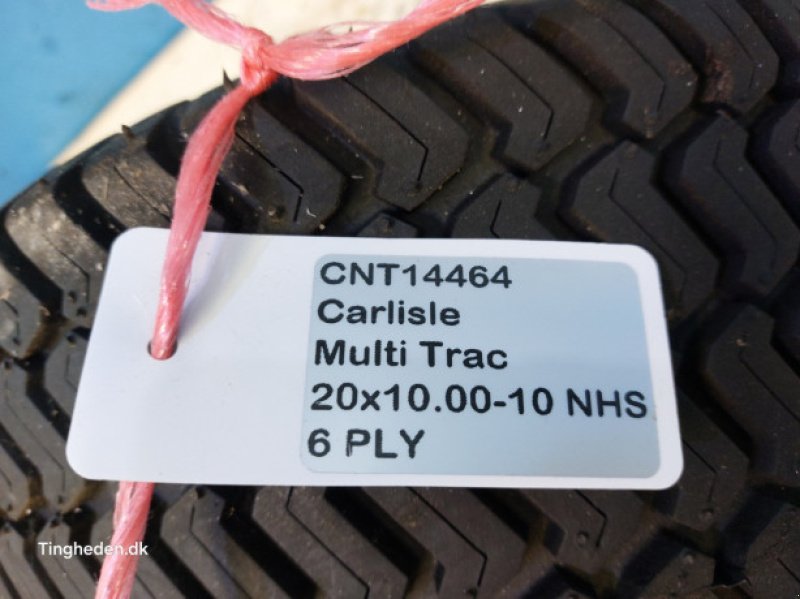 CNT14464
Carlisle
Multi Trac
20x10.00-10 NHS
6 PLY
Tingheden.dk